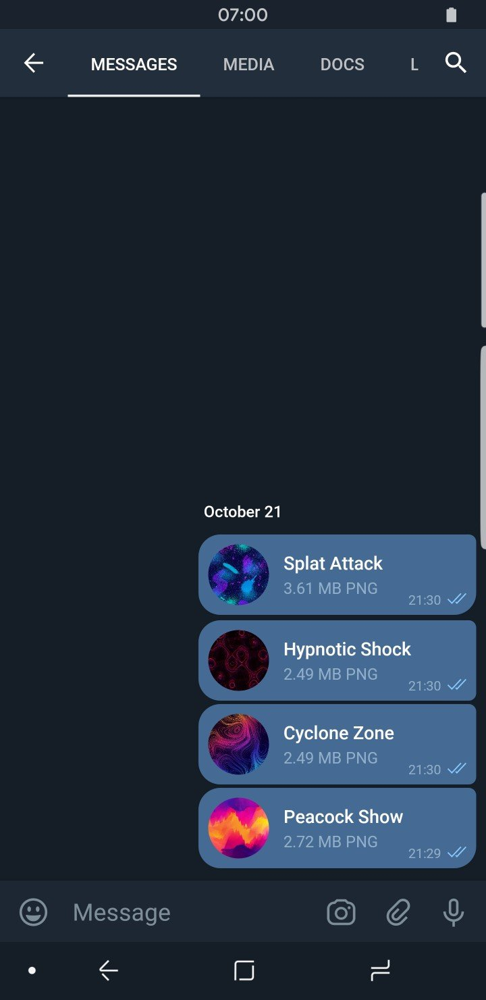 07:00
MESSAGES MEDIA DOCS L
October 21
Splat Attack
3.61 MB PNG
21:30
Hypnotic Shock
2.49 MB PNG
21:30
Cyclone Zone
2.49 MB PNG
21:30
Peacock Show
2.72 MB PNG
21:29
Message